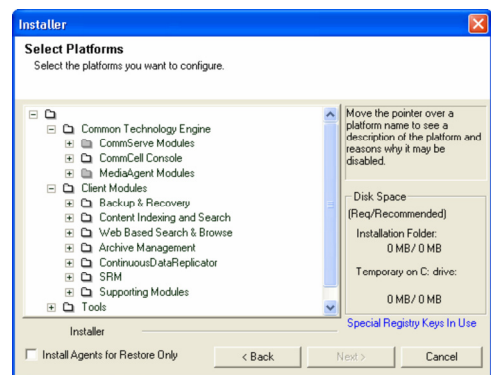 Installer
Select Platforms
Select the platforms you want to configure.
Common Technology Engine
CommServe Modules
CommCell Console
MediaAgent Modules
Client Modules
Backup & Recovery
Content Indexing and Search
Web Based Search & Browse
Archive Management
ContinuousDataReplicator
SRM
Supporting Modules
Tools
Move the pointer over a
platform name to see a
description of the platform and
reasons why it may be
disabled.
Disk Space
(Req/Recommended)
Installation Folder:
0 MB/ 0 MB
Temporary on C: drive:
0 MB/ 0 MB
Special Registry Keys In Use
Installer
Install Agents for Restore Only
< Back
Next >
Cancel